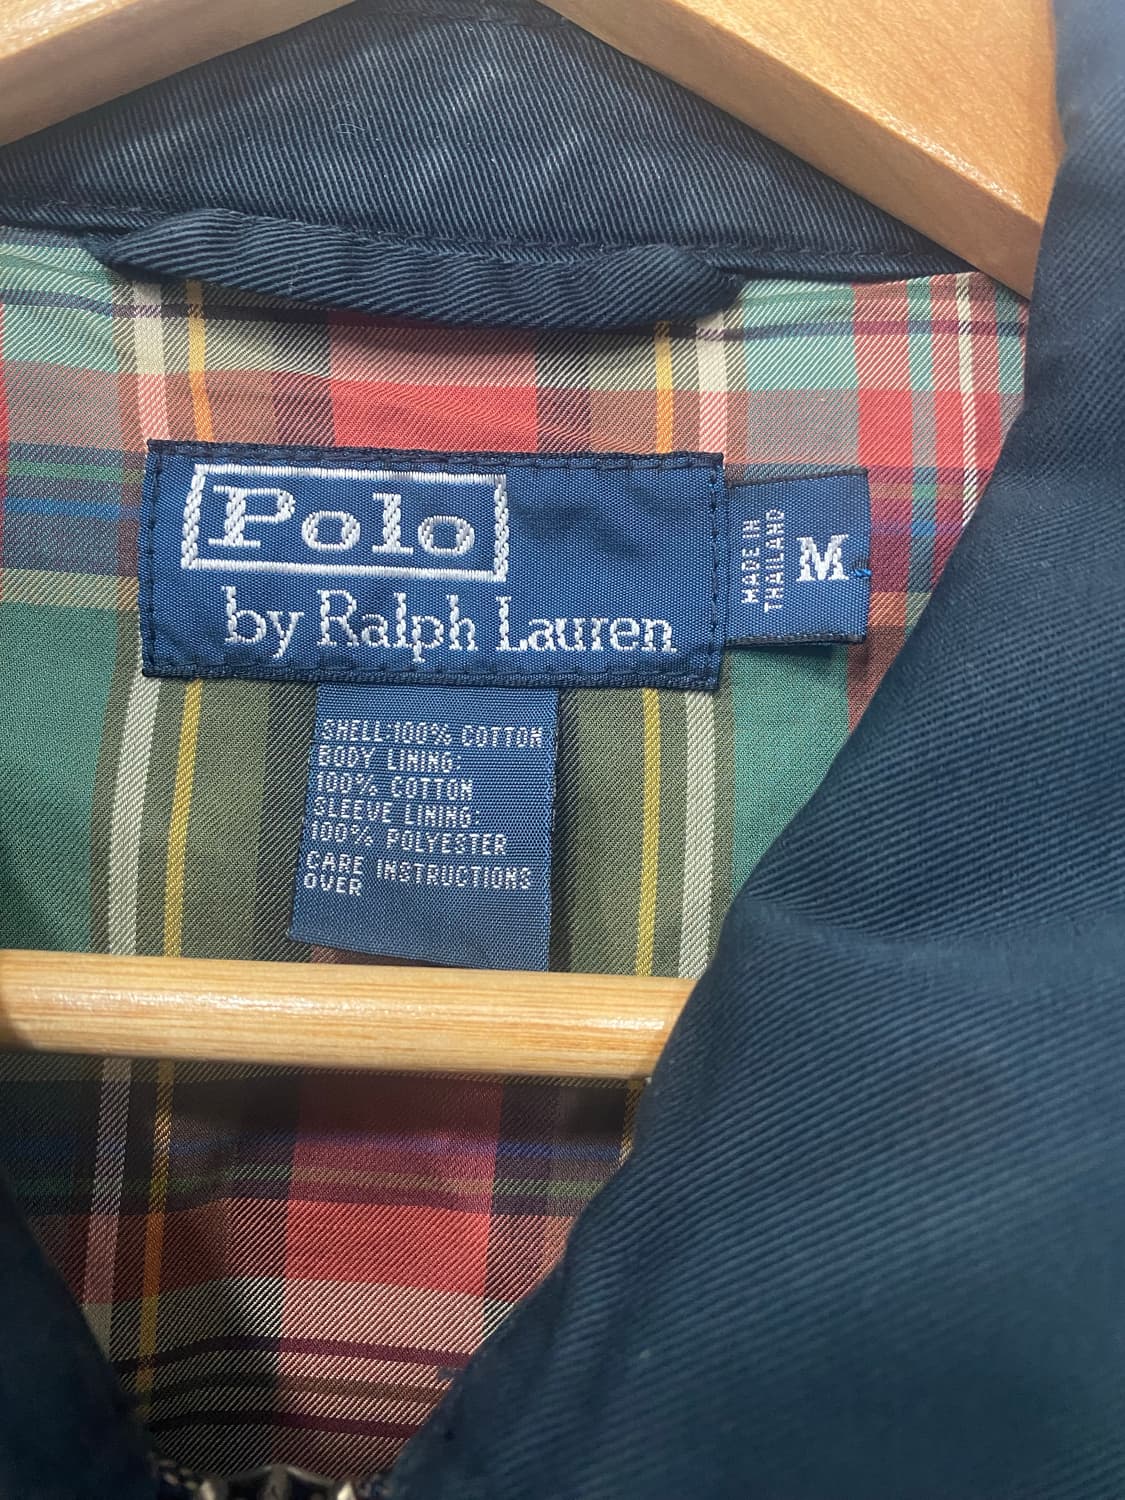 Polo
by Ralph Lauren
MADE IN
THAILAND
M
SHELL:100% COTTON
BODY LINING:
100% COTTON
SLEEVE LINING:
100% POLYESTER
CARE INSTRUCTIONS
OVER